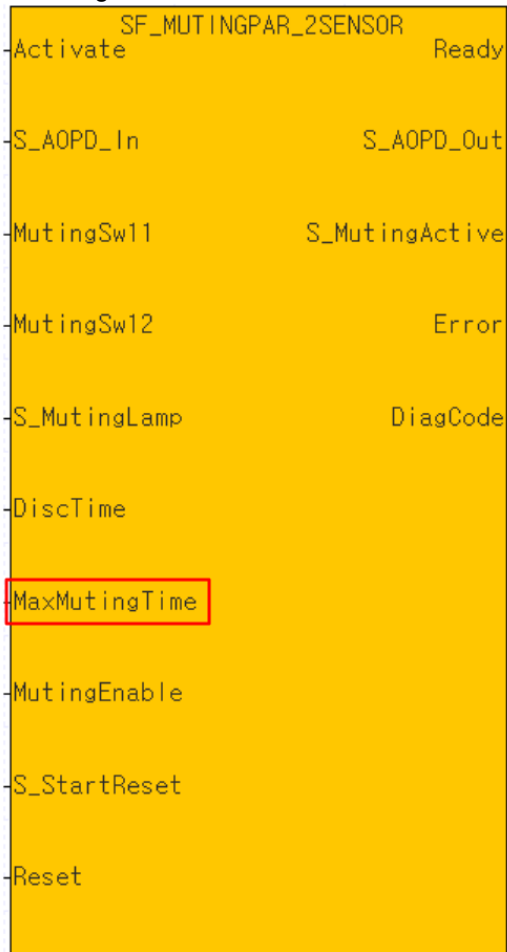 SF_MUTINGPAR_2SENSOR
Activate Ready
S_AOPD_In S_AOPD_Out
MutingSw11 S_MutingActive
MutingSw12 Error
S_MutingLamp DiagCode
DiscTime
MaxMutingTime
MutingEnable
S_StartReset
Reset